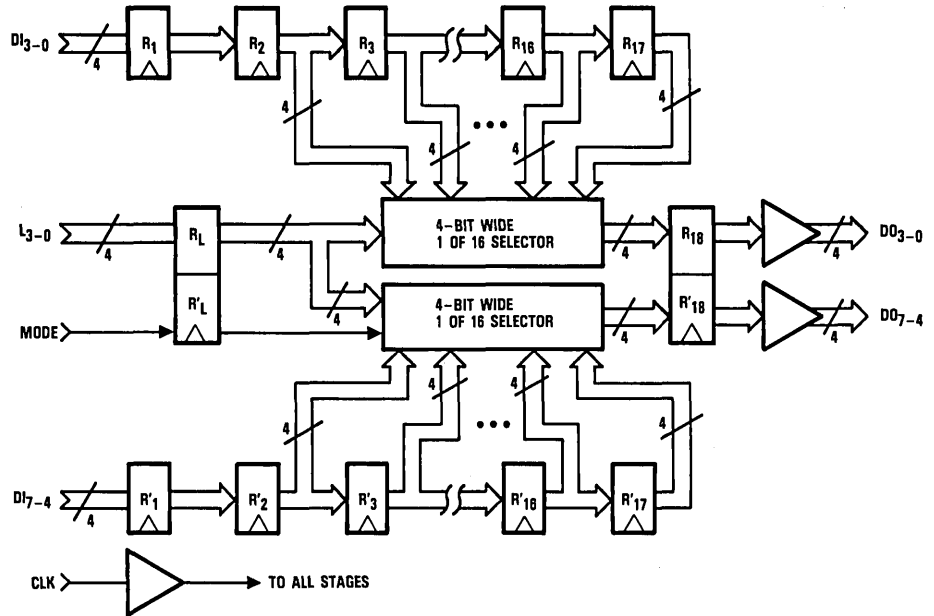 DI3-0
4
R1
R2
R3
R16
R17
4
4
4
4
L3-0
4
RL
4
4-BIT WIDE
1 OF 16 SELECTOR
4
R18
4
DO3-0
R'L
4
4-BIT WIDE
1 OF 16 SELECTOR
4
R'18
4
DO7-4
MODE
4
4
4
4
DI7-4
4
R'1
R'2
R'3
R'16
R'17
CLK
TO ALL STAGES